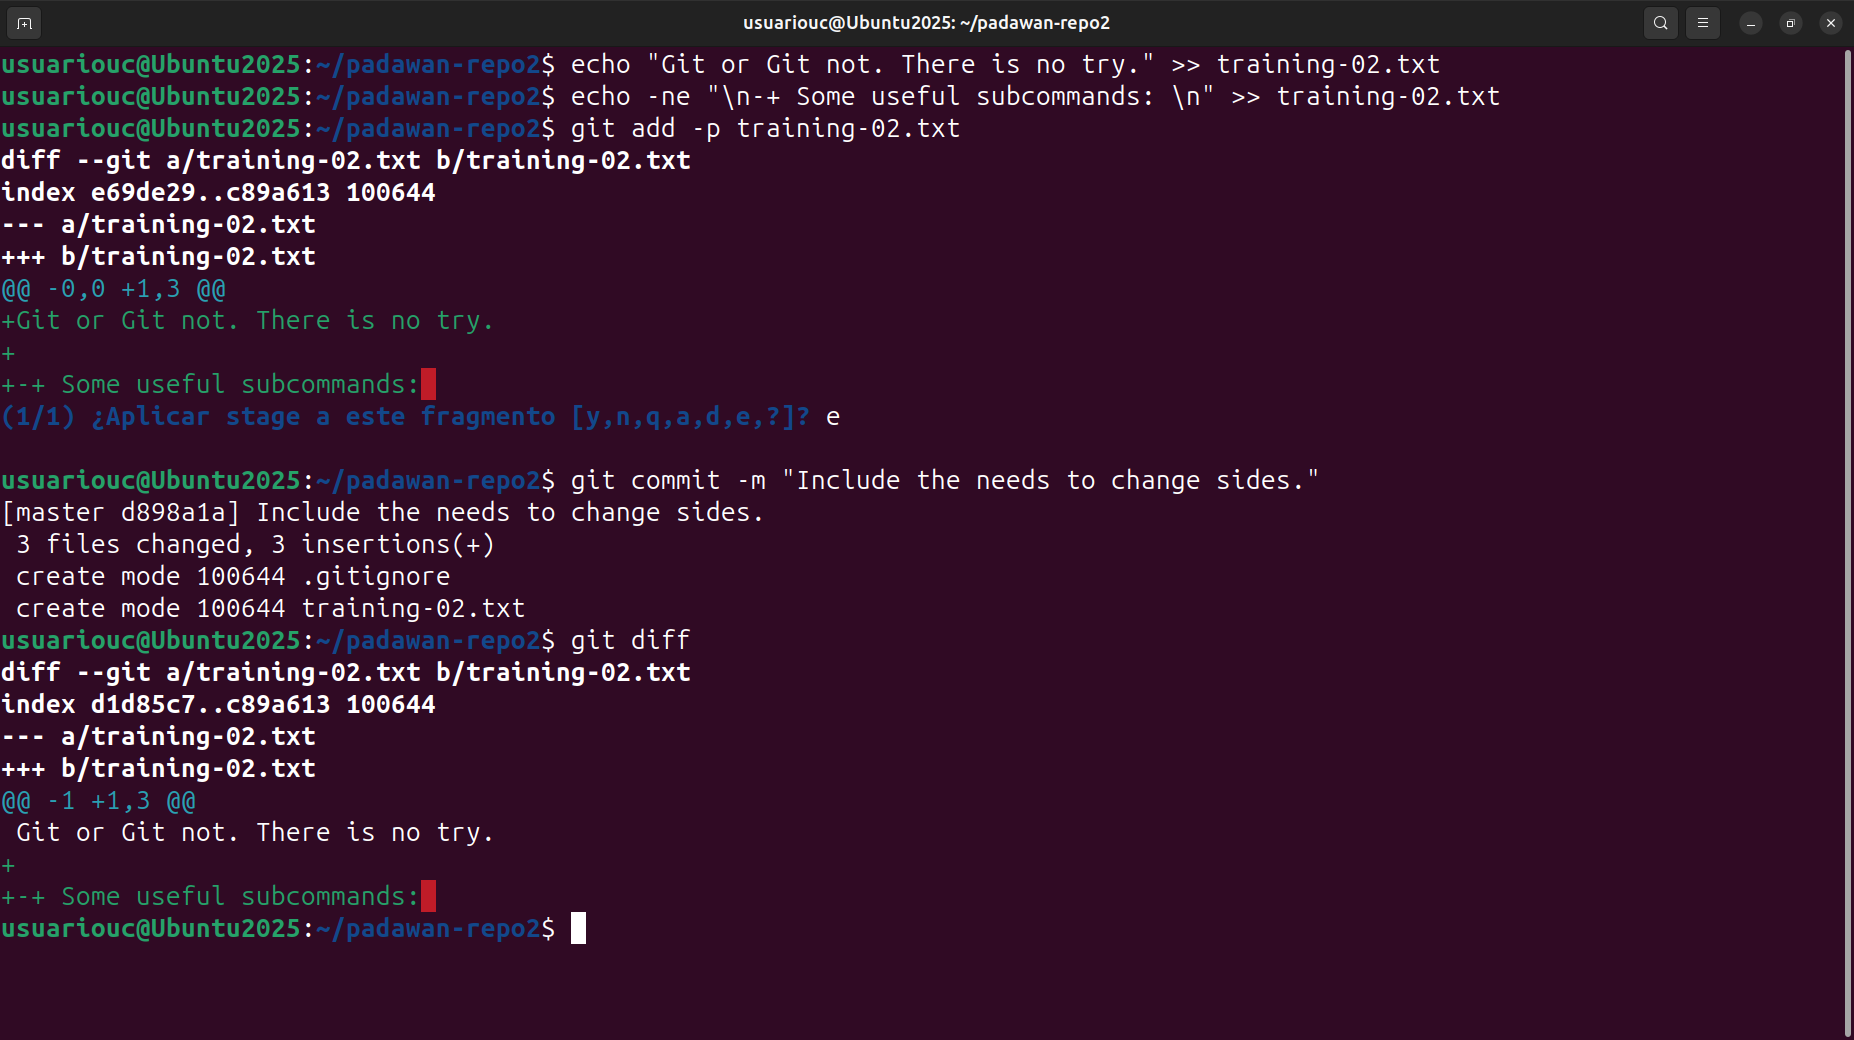 usuariouc@Ubuntu2025: ~/padawan-repo2
usuariouc@Ubuntu2025:~/padawan-repo2$ echo "Git or Git not. There is no try." >> training-02.txt
usuariouc@Ubuntu2025:~/padawan-repo2$ echo -ne "\n-+ Some useful subcommands: \n" >> training-02.txt
usuariouc@Ubuntu2025:~/padawan-repo2$ git add -p training-02.txt
diff --git a/training-02.txt b/training-02.txt
index e69de29..c89a613 100644
--- a/training-02.txt
+++ b/training-02.txt
@@ -0,0 +1,3 @@
+Git or Git not. There is no try.
+
+-+ Some useful subcommands:
(1/1) ¿Aplicar stage a este fragmento [y,n,q,a,d,e,?]? e
usuariouc@Ubuntu2025:~/padawan-repo2$ git commit -m "Include the needs to change sides."
[master d898a1a] Include the needs to change sides.
 3 files changed, 3 insertions(+)
 create mode 100644 .gitignore
 create mode 100644 training-02.txt
usuariouc@Ubuntu2025:~/padawan-repo2$ git diff
diff --git a/training-02.txt b/training-02.txt
index d1d85c7..c89a613 100644
--- a/training-02.txt
+++ b/training-02.txt
@@ -1 +1,3 @@
 Git or Git not. There is no try.
+
+-+ Some useful subcommands:
usuariouc@Ubuntu2025:~/padawan-repo2$